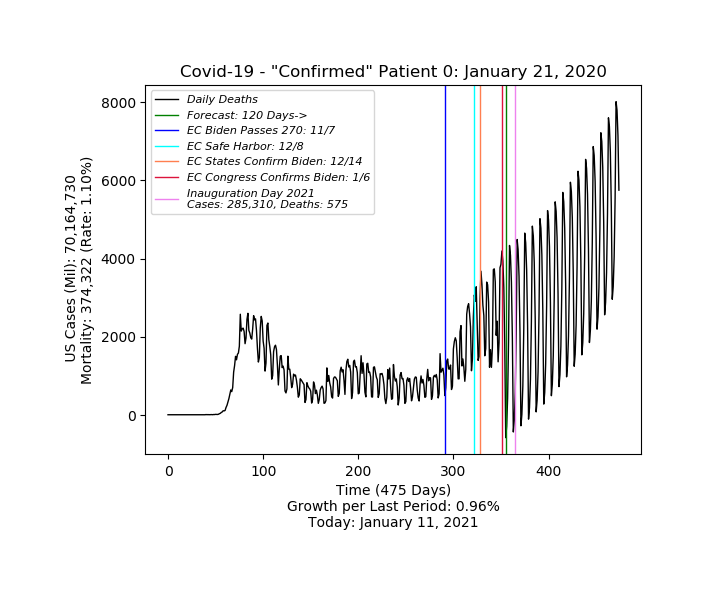 Covid-19 - "Confirmed" Patient 0: January 21, 2020
8000
6000
4000
2000
0
US Cases (Mil): 70,164,730
Mortality: 374,322 (Rate: 1.10%)
Daily Deaths
Forecast: 120 Days->
EC Biden Passes 270: 11/7
EC Safe Harbor: 12/8
EC States Confirm Biden: 12/14
EC Congress Confirms Biden: 1/6
Inauguration Day 2021
Cases: 285,310, Deaths: 575
0 100 200 300 400
Time (475 Days)
Growth per Last Period: 0.96%
Today: January 11, 2021